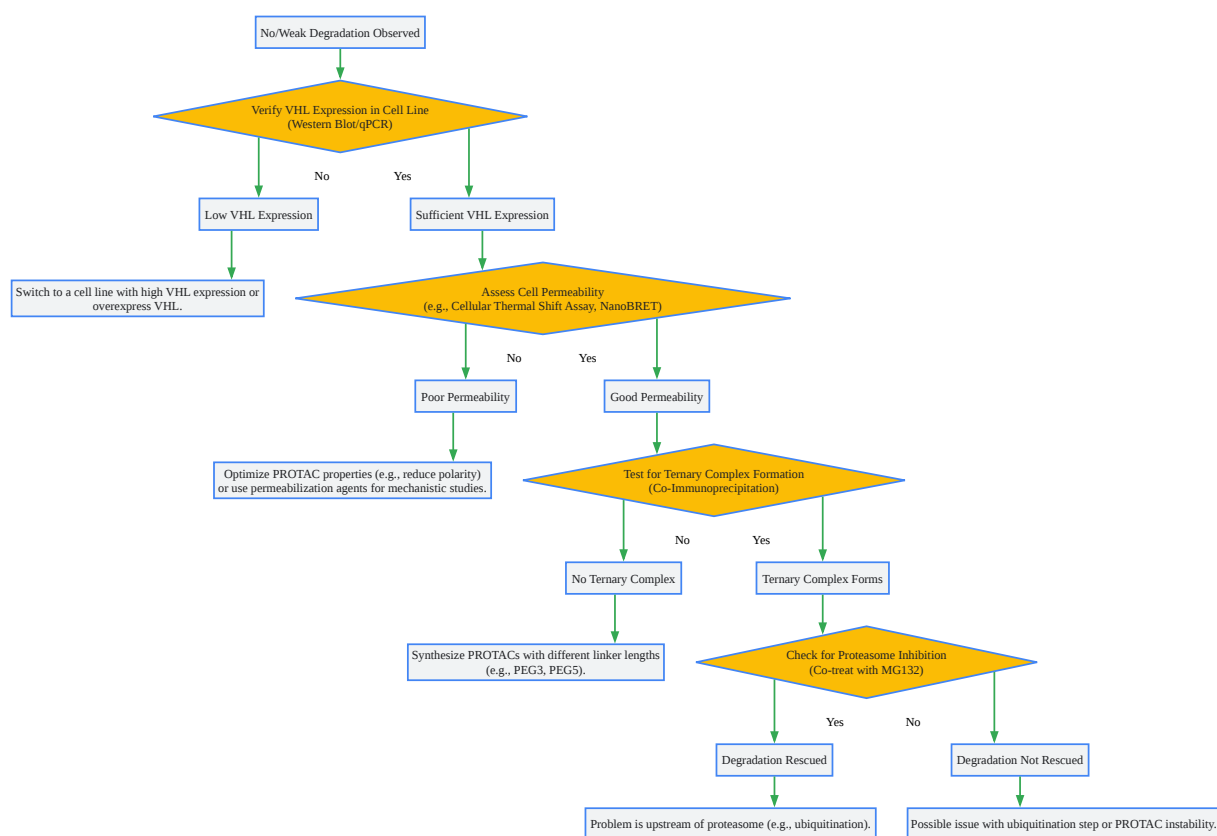 No/Weak Degradation Observed
Verify VHL Expression in Cell Line
(Western Blot/qPCR)
No
Yes
Low VHL Expression
Sufficient VHL Expression
Switch to a cell line with high VHL expression or
overexpress VHL.
Assess Cell Permeability
(e.g., Cellular Thermal Shift Assay, NanoBRET)
No
Yes
Poor Permeability
Good Permeability
Optimize PROTAC properties (e.g., reduce polarity)
or use permeabilization agents for mechanistic studies.
Test for Ternary Complex Formation
(Co-Immunoprecipitation)
No
Yes
No Ternary Complex
Ternary Complex Forms
Synthesize PROTACs with different linker lengths
(e.g., PEG3, PEG5).
Check for Proteasome Inhibition
(Co-treat with MG132)
Yes
No
Degradation Rescued
Degradation Not Rescued
Problem is upstream of proteasome (e.g., ubiquitination).
Possible issue with ubiquitination step or PROTAC instability.